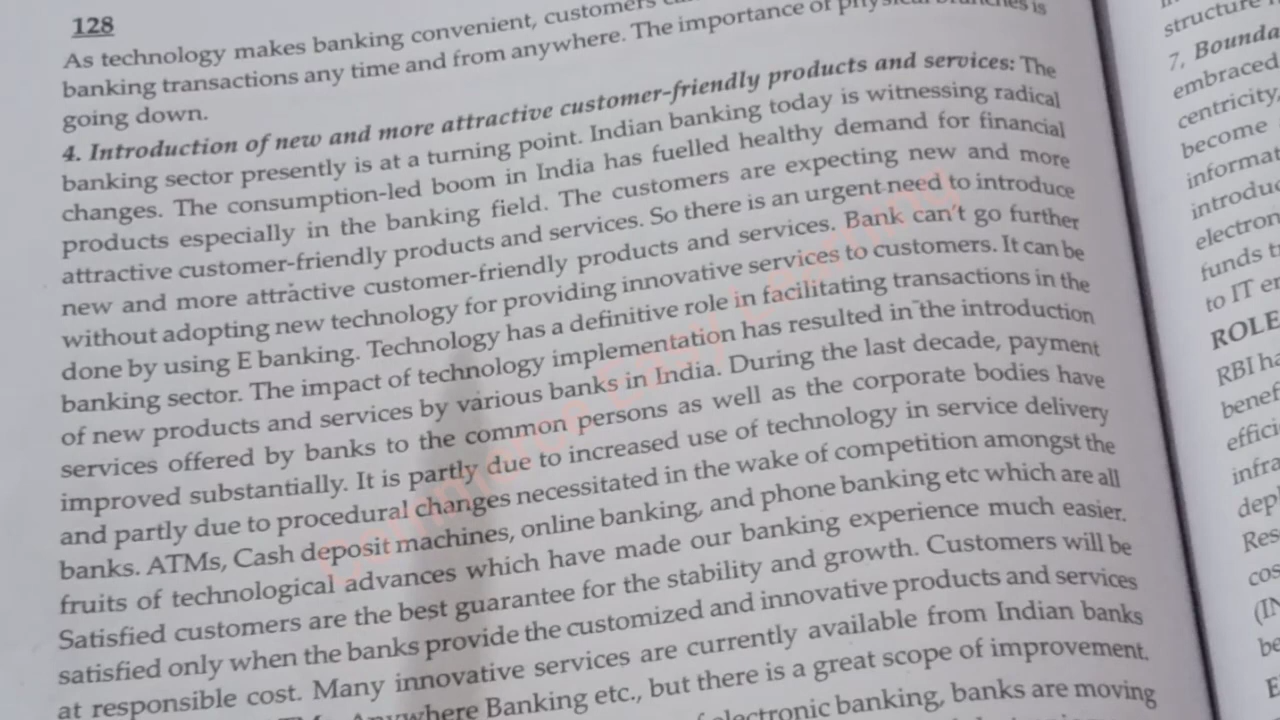 128
As technology makes banking convenient, customers
banking transactions any time and from anywhere. The importance of physical branches is
going down.
4. Introduction of new and more attractive customer-friendly products and services: The
banking sector presently is at a turning point. Indian banking today is witnessing radical
changes. The consumption-led boom in India has fuelled healthy demand for financial
products especially in the banking field. The customers are expecting new and more
attractive customer-friendly products and services. So there is an urgent need to introduce
new and more attractive customer-friendly products and services. Bank can't go further
without adopting new technology for providing innovative services to customers. It can be
done by using E banking. Technology has a definitive role in facilitating transactions in the
banking sector. The impact of technology implementation has resulted in the introduction
of new products and services by various banks in India. During the last decade, payment
services offered by banks to the common persons as well as the corporate bodies have
improved substantially. It is partly due to increased use of technology in service delivery
and partly due to procedural changes necessitated in the wake of competition amongst the
banks. ATMs, Cash deposit machines, online banking, and phone banking etc which are all
fruits of technological advances which have made our banking experience much easier.
Satisfied customers are the best guarantee for the stability and growth. Customers will be
satisfied only when the banks provide the customized and innovative products and services
at responsible cost. Many innovative services are currently available from Indian banks
Anywhere Banking etc., but there is a great scope of improvement.
electronic banking, banks are moving
Commerce Easy Learning
structure
7. Bounda
embraced
centricity,
become
informat
introduc
electron
funds t
to IT e
ROLE
RBI ha
benef
effici
infra
dep
Res
cos
(IN
be
E